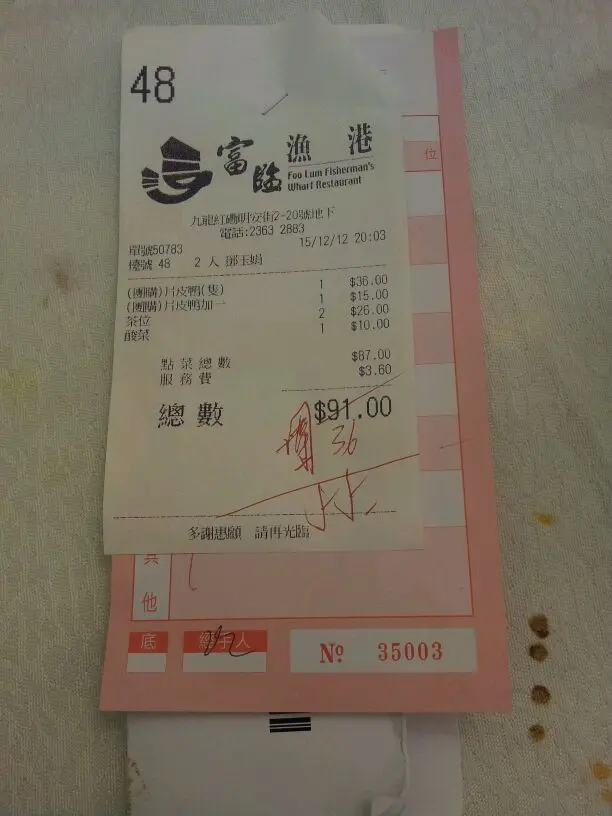 48
富臨漁港
Foo Lum Fisherman's
Wharf Restaurant
九龍紅磡明安街2-20號地下
電話:2363 2883
單號50783 15/12/12 20:03
檯號 48 2 人 鄧玉娟
(團購)片皮鴨(隻) 1 $36.00
(團購)片皮鴨加一 1 $15.00
茶位 2 $26.00
酸菜 1 $10.00
點菜總數 $87.00
服務費 $3.60
總數 $91.00
36
多謝惠顧 請再光臨
位
其他
底
經手人
№ 35003